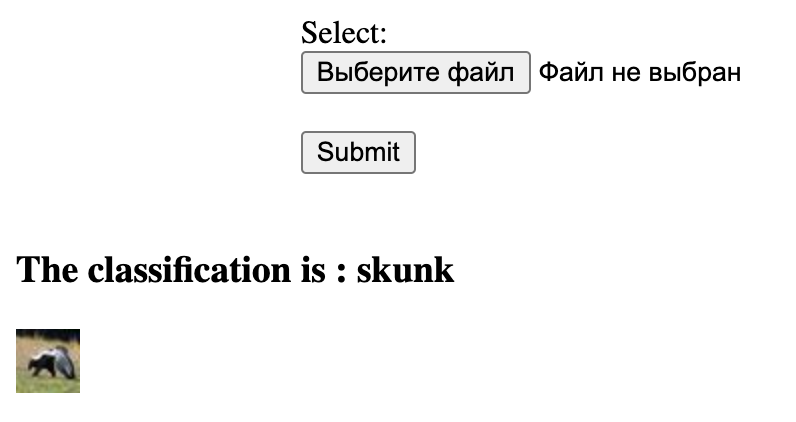 Select:
Выберите файл Файл не выбран
Submit
The classification is : skunk